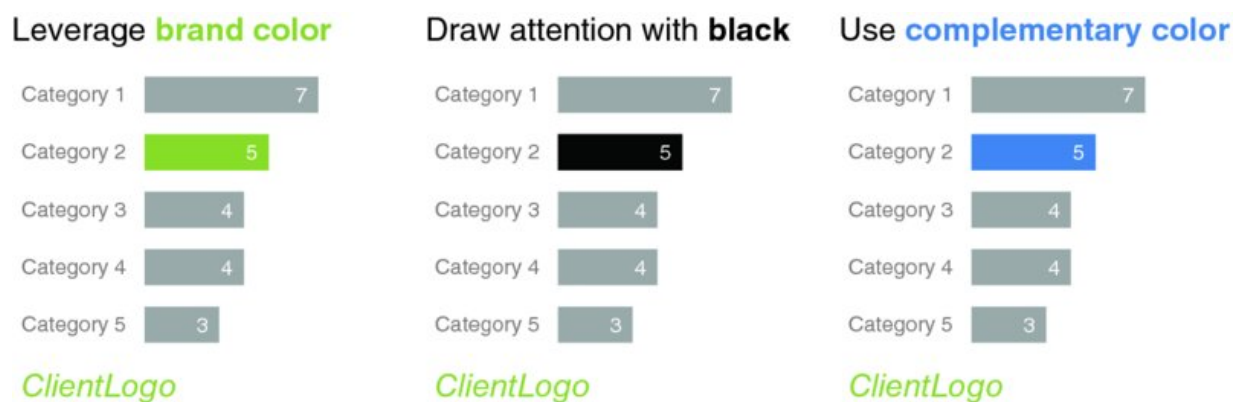 Leverage brand color
Category 1 7
Category 2 5
Category 3 4
Category 4 4
Category 5 3
ClientLogo
Draw attention with black
Category 1 7
Category 2 5
Category 3 4
Category 4 4
Category 5 3
ClientLogo
Use complementary color
Category 1 7
Category 2 5
Category 3 4
Category 4 4
Category 5 3
ClientLogo